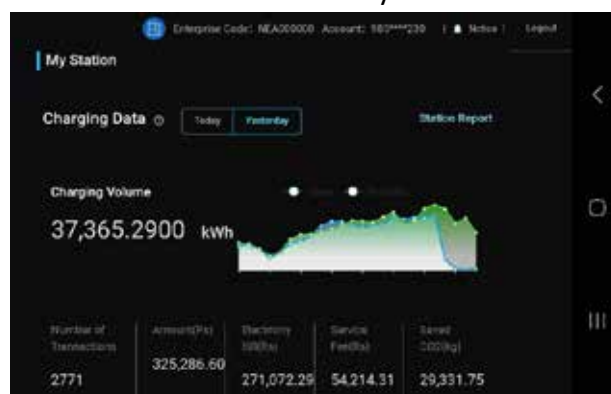 Enterprise Code: NEA000000 Account: 980****230 Notice Logout
My Station
Charging Data Today Yesterday Station Report
Charging Volume
37,365.2900 kWh
Number of Transactions
Amount(Rs)
Electricity
Service Fee(Rs)
Saved CO2(kg)
2771
325,286.60
271,072.29
54,214.31
29,331.75